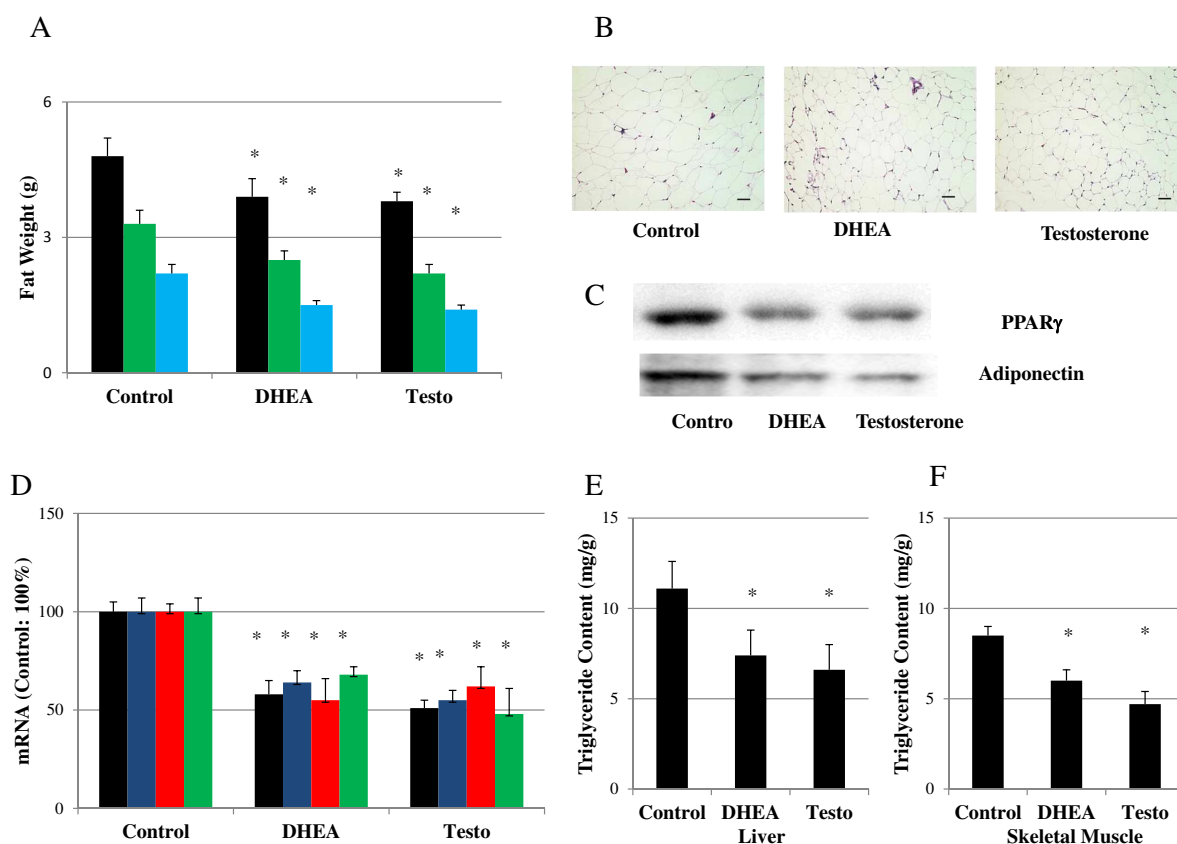 A
Fat Weight (g)
6
3
0
* * *
* * *
Control DHEA Testo
B
Control DHEA Testosterone
C
PPARγ
Adiponectin
Contro DHEA Testosterone
D
mRNA (Control: 100%)
150
100
50
0
* * * *
* * * *
Control DHEA Testo
E
Triglyceride Content (mg/g)
15
10
5
0
* *
Control DHEA Testo
Liver
F
Triglyceride Content (mg/g)
15
10
5
0
* *
Control DHEA Testo
Skeletal Muscle